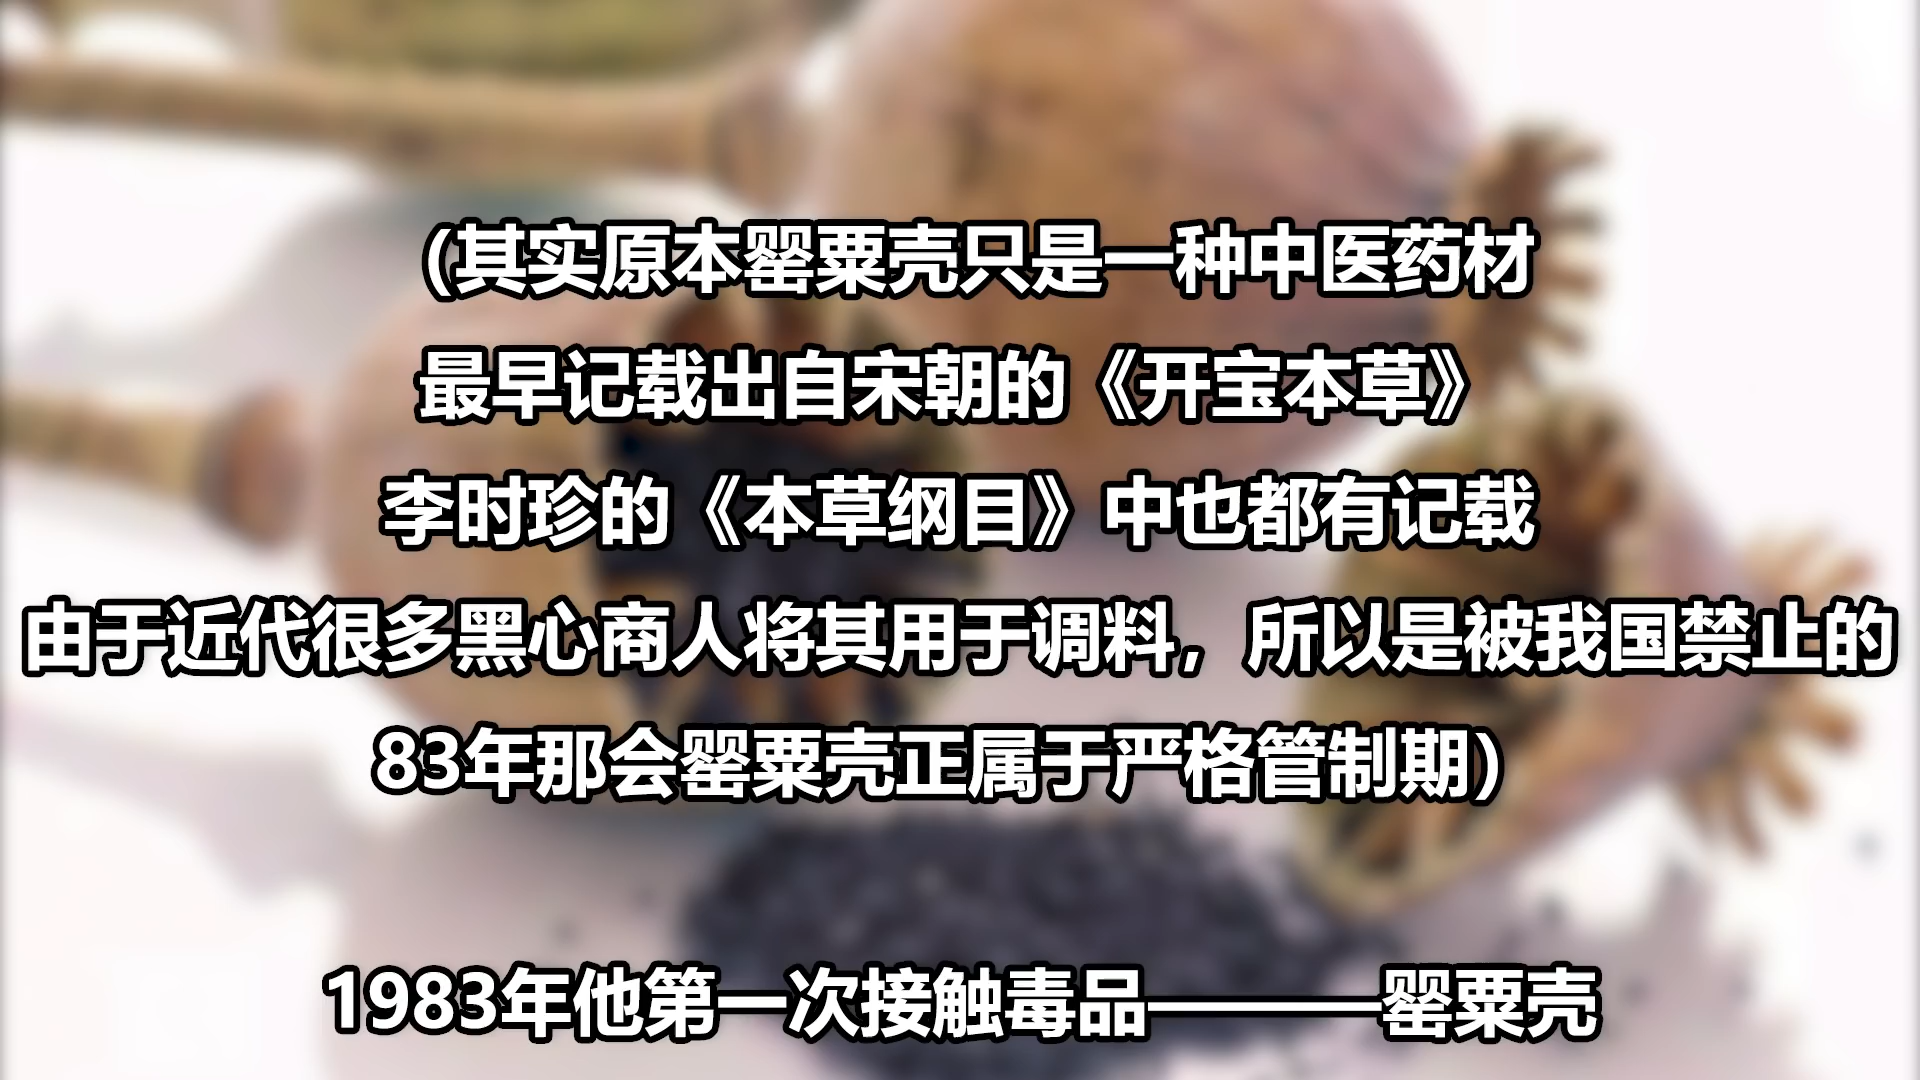 (其实原本罂粟壳只是一种中医药材
最早记载出自宋朝的《开宝本草》
李时珍的《本草纲目》中也都有记载
由于近代很多黑心商人将其用于调料，所以是被我国禁止的
83年那会罂粟壳正属于严格管制期)
1983年他第一次接触毒品———罂粟壳